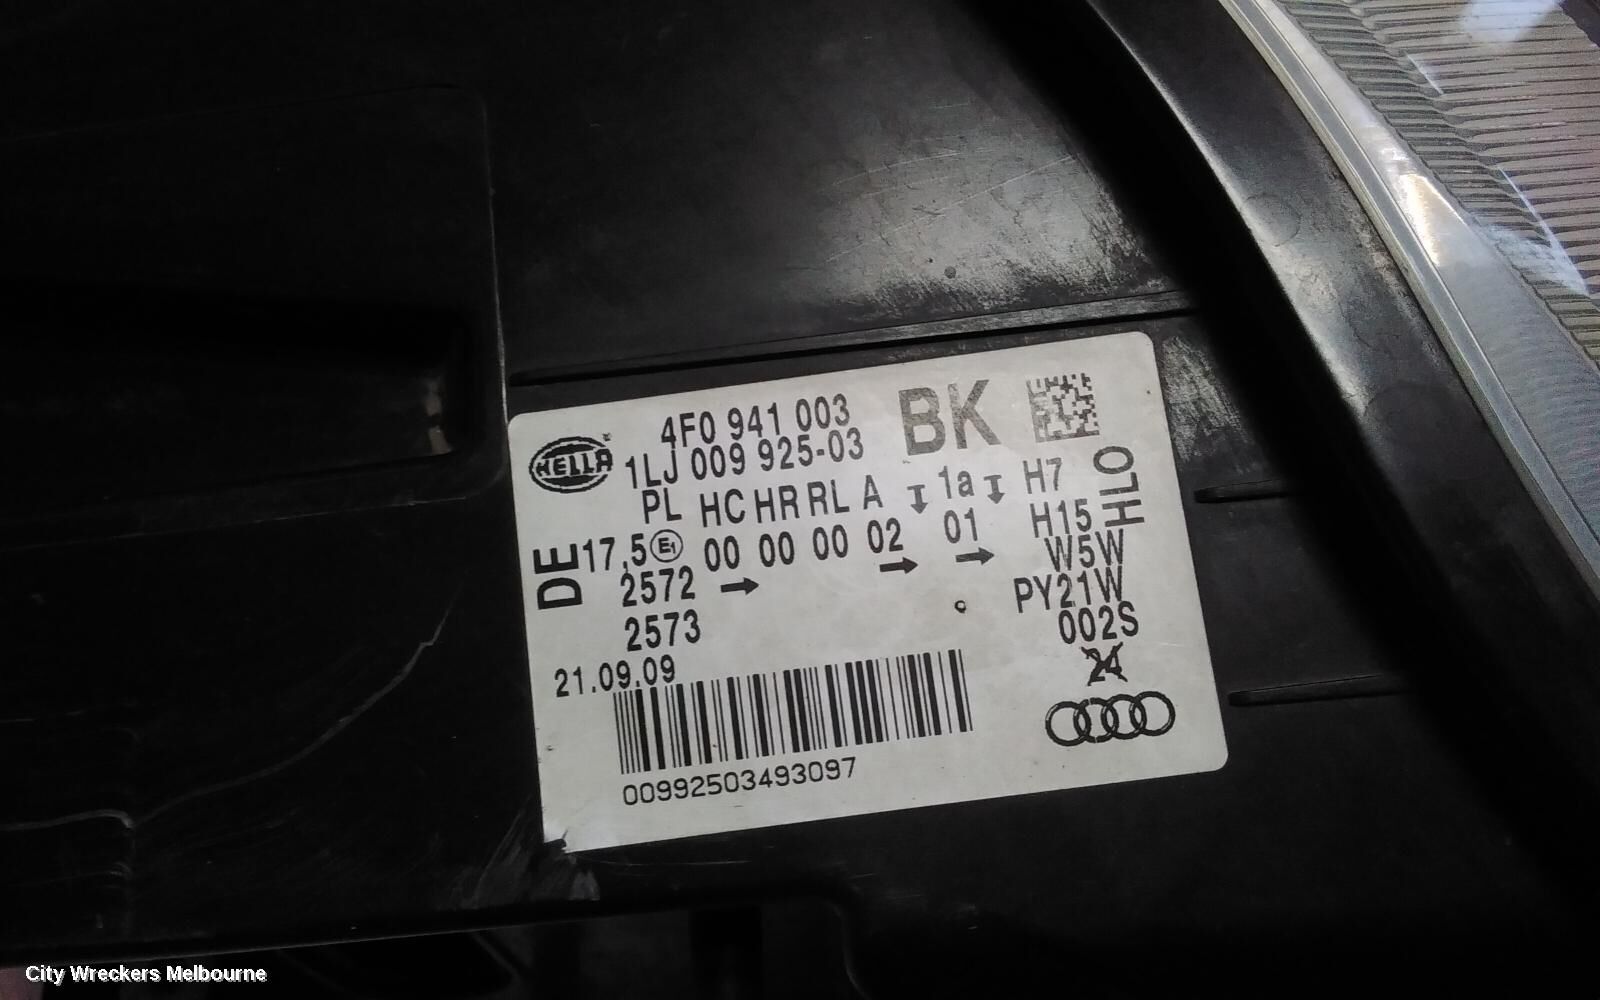 HELLA
4F0 941 003
1LJ 009 925-03
BK
PL HC HR RL A 1a H7
DE 17,5 E1 00 00 00 02 01 H15
HLO
2572 → → → W5W
PY21W
2573 002S
24
21.09.09
00992503493097
City Wreckers Melbourne